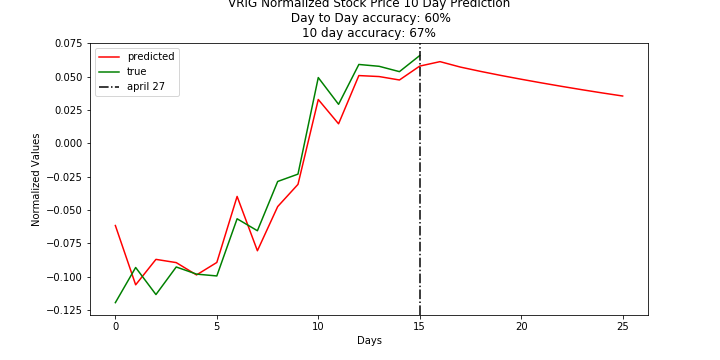 VRIG Normalized Stock Price 10 Day Prediction
Day to Day accuracy: 60%
10 day accuracy: 67%
predicted
true
april 27
Normalized Values
0.075
0.050
0.025
0.000
−0.025
−0.050
−0.075
−0.100
−0.125
0 5 10 15 20 25
Days